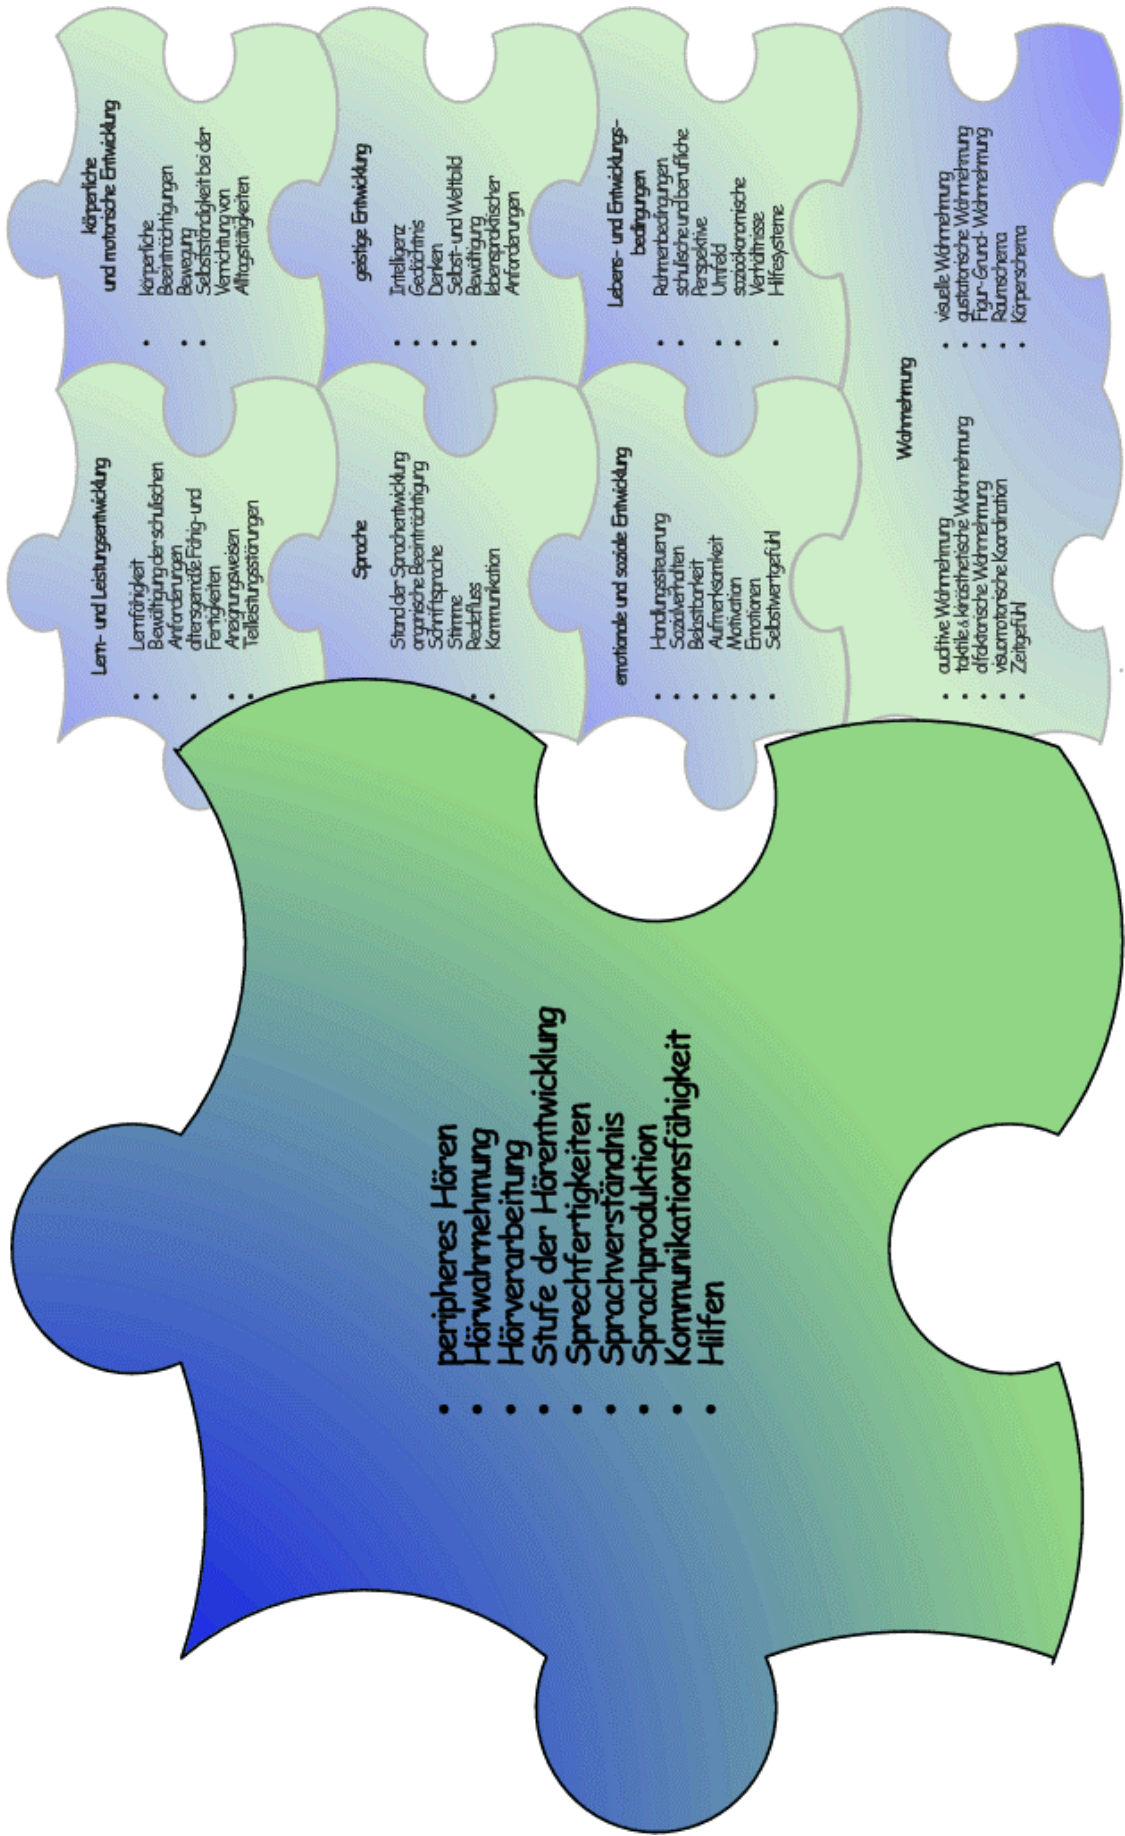 • peripheres Hören
• Hörwahrnehmung
• Hörverarbeitung
• Stufe der Hörentwicklung
• Sprechfertigkeiten
• Sprachverständnis
• Sprachproduktion
• Kommunikationsfähigkeit
• Hilfen
Lern- und Leistungsentwicklung
• Lernfähigkeit
• Bewältigung der schulischen
Anforderungen
• altersgemäße Fähig- und
Fertigkeiten
• Aneignungsweisen
• Teilleistungsstörungen
körperliche
und motorische Entwicklung
• körperliche
Beeinträchtigungen
• Bewegung
• Selbstständigkeit bei der
Verrichtung von
Alltagstätigkeiten
Sprache
Stand der Sprachentwicklung
organische Beeinträchtigung
Schriftsprache
Stimme
• Redefluss
• Kommunikation
geistige Entwicklung
• Intelligenz
• Gedächtnis
• Denken
• Selbst- und Weltbild
• Bewältigung
lebenspraktischer
Anforderungen
emotionale und soziale Entwicklung
• Handlungssteuerung
• Sozialverhalten
• Belastbarkeit
• Aufmerksamkeit
• Motivation
• Emotionen
• Selbstwertgefühl
Lebens- und Entwicklungs-
bedingungen
• Rahmenbedingungen
• schulische und berufliche
Perspektive
• Umfeld
• sozioökonomische
Verhältnisse
• Hilfesysteme
Wahrnehmung
• auditive Wahrnehmung
• taktile & kinästhetische Wahrnehmung
• olfaktorische Wahrnehmung
• visuomotorische Koordination
• Zeitgefühl
• visuelle Wahrnehmung
• gustatorische Wahrnehmung
• Figur-Grund- Wahrnehmung
• Raumschema
• Körperschema